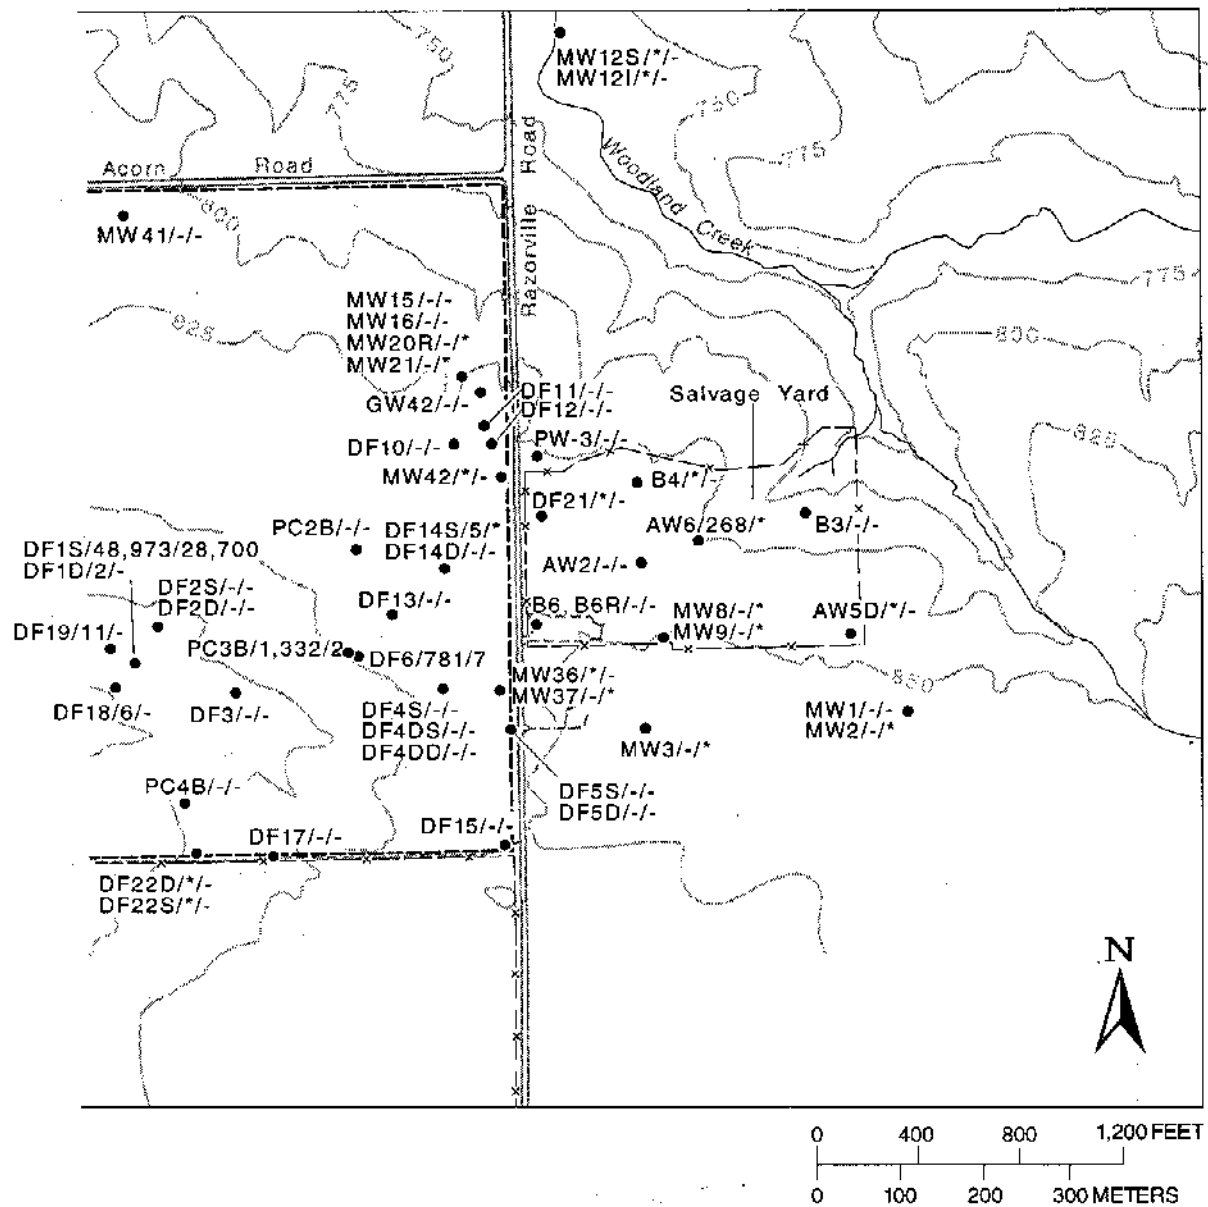 750
775
MW12S/*/-
MW12I/*/-
750
775
Acorn Road
Razorville Road
Woodland Creek
800
MW41/-/-
775
825
MW15/-/-
MW16/-/-
MW20R/-/*
MW21/-/*
800
GW42/-/-
DF11/-/-
DF12/-/-
Salvage Yard
DF10/-/-
PW-3/-/-
825
MW42/*/-
B4/*/-
DF21/*/-
PC2B/-/-
DF14S/5/*
DF14D/-/-
AW6/268/*
B3/-/-
DF1S/48,973/28,700
DF1D/2/-
AW2/-/-
DF2S/-/-
DF2D/-/-
DF13/-/-
B6, B6R/-/-
MW8/-/*
MW9/-/*
AW5D/*/-
DF19/11/-
PC3B/1,332/2
DF6/781/7
MW36/*/-
MW37/-/*
850
DF18/6/-
DF3/-/-
DF4S/-/-
DF4DS/-/-
DF4DD/-/-
MW1/-/-
MW2/-/*
MW3/-/*
PC4B/-/-
DF5S/-/-
DF5D/-/-
DF17/-/-
DF15/-/-
DF22D/*/-
DF22S/*/-
N
0 400 800 1,200 FEET
0 100 200 300 METERS